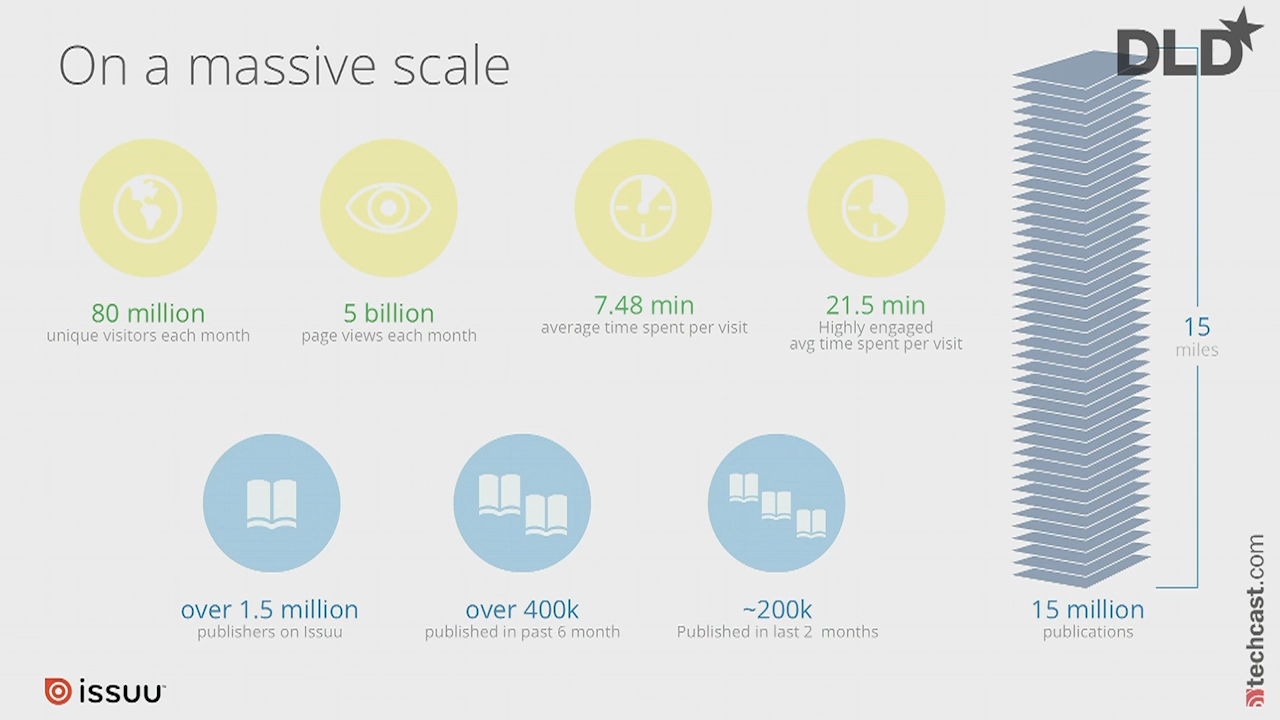 On a massive scale
DLD
80 million
unique visitors each month
5 billion
page views each month
7.48 min
average time spent per visit
21.5 min
Highly engaged
avg time spent per visit
15
miles
over 1.5 million
publishers on Issuu
over 400k
published in past 6 month
~200k
Published in last 2 months
15 million
publications
issuu™
techcast.com